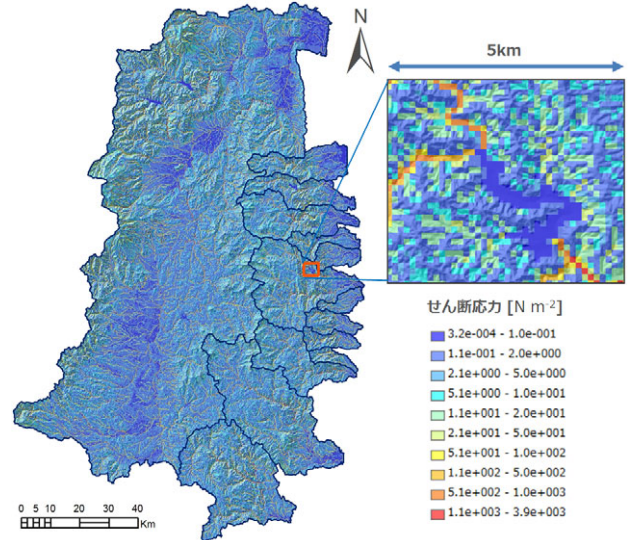 N
5km
せん断応力 [N m-2]
3.2e-004 - 1.0e-001
1.1e-001 - 2.0e+000
2.1e+000 - 5.0e+000
5.1e+000 - 1.0e+001
1.1e+001 - 2.0e+001
2.1e+001 - 5.0e+001
5.1e+001 - 1.0e+002
1.1e+002 - 5.0e+002
5.1e+002 - 1.0e+003
1.1e+003 - 3.9e+003
0 5 10 20 30 40
Km